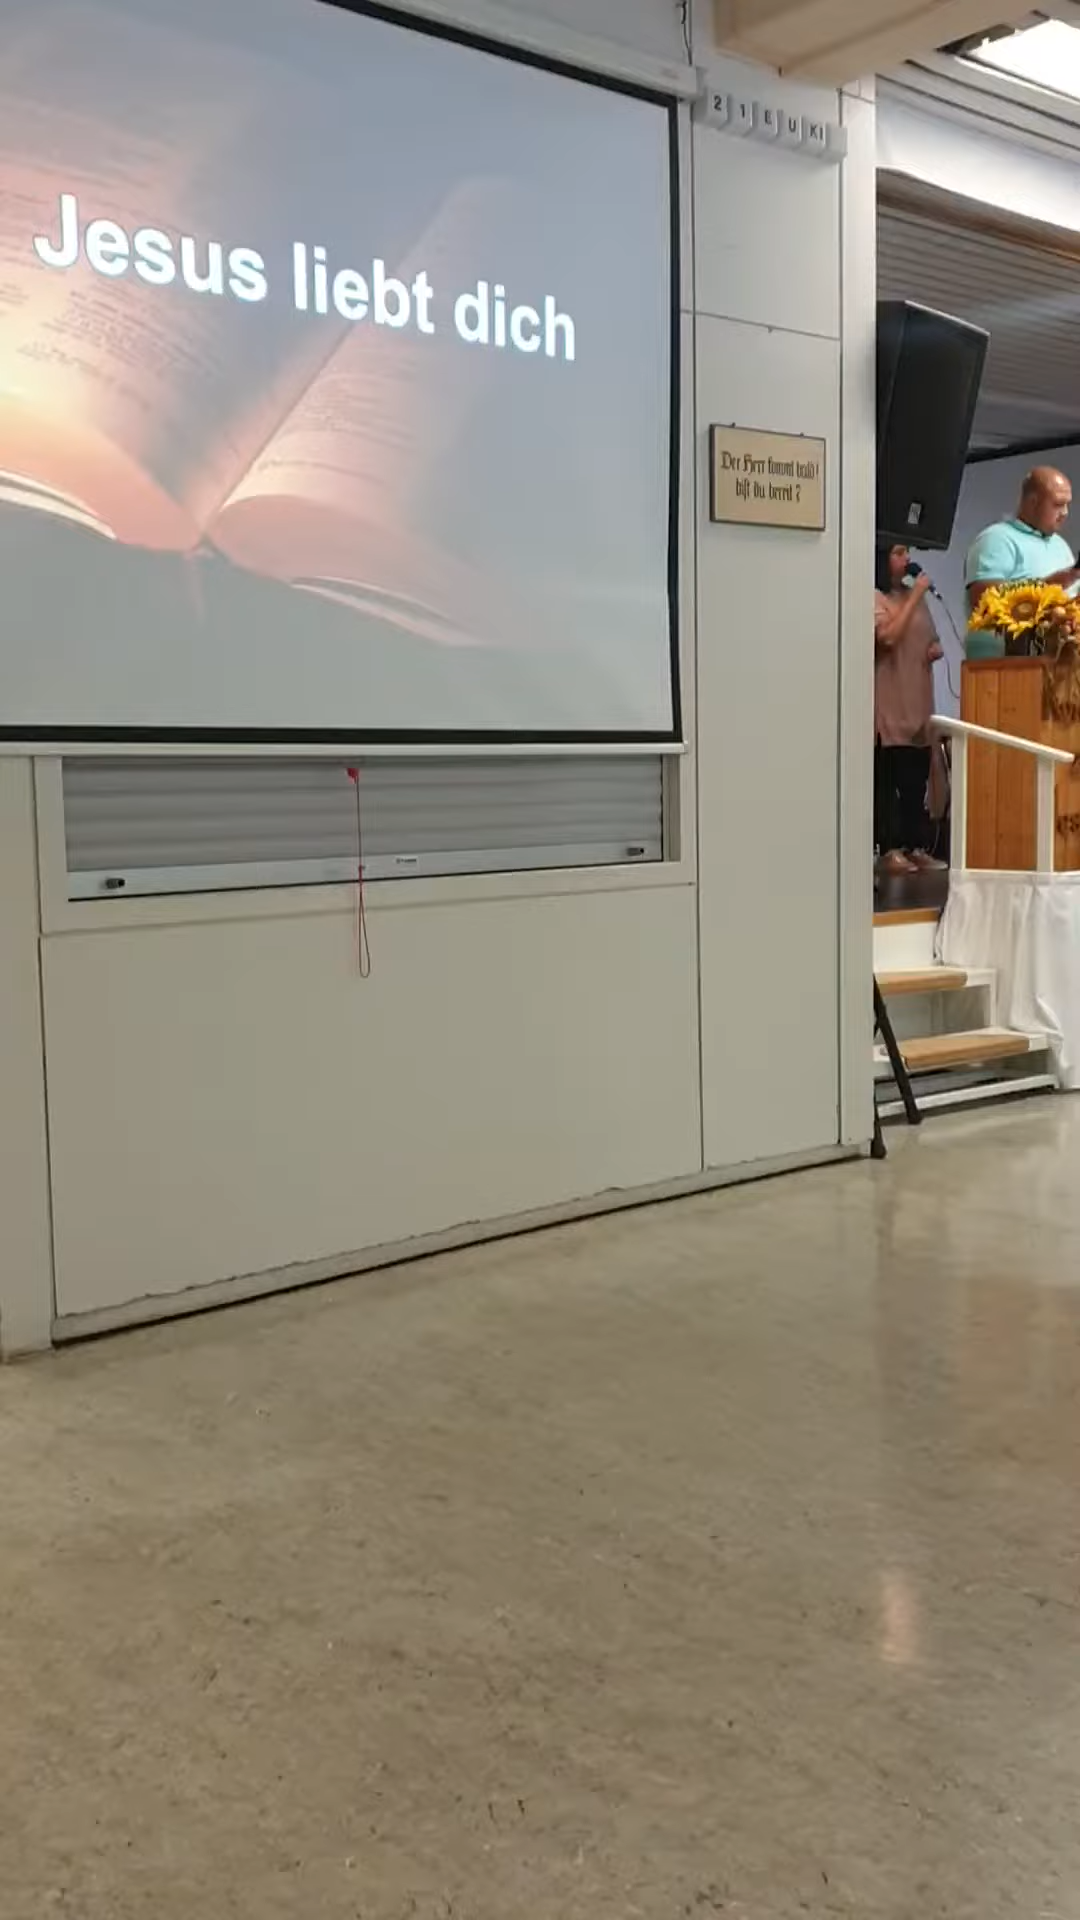 Jesus liebt dich
2 1 E U KI
Der Herr kommt bald!
bist du bereit?